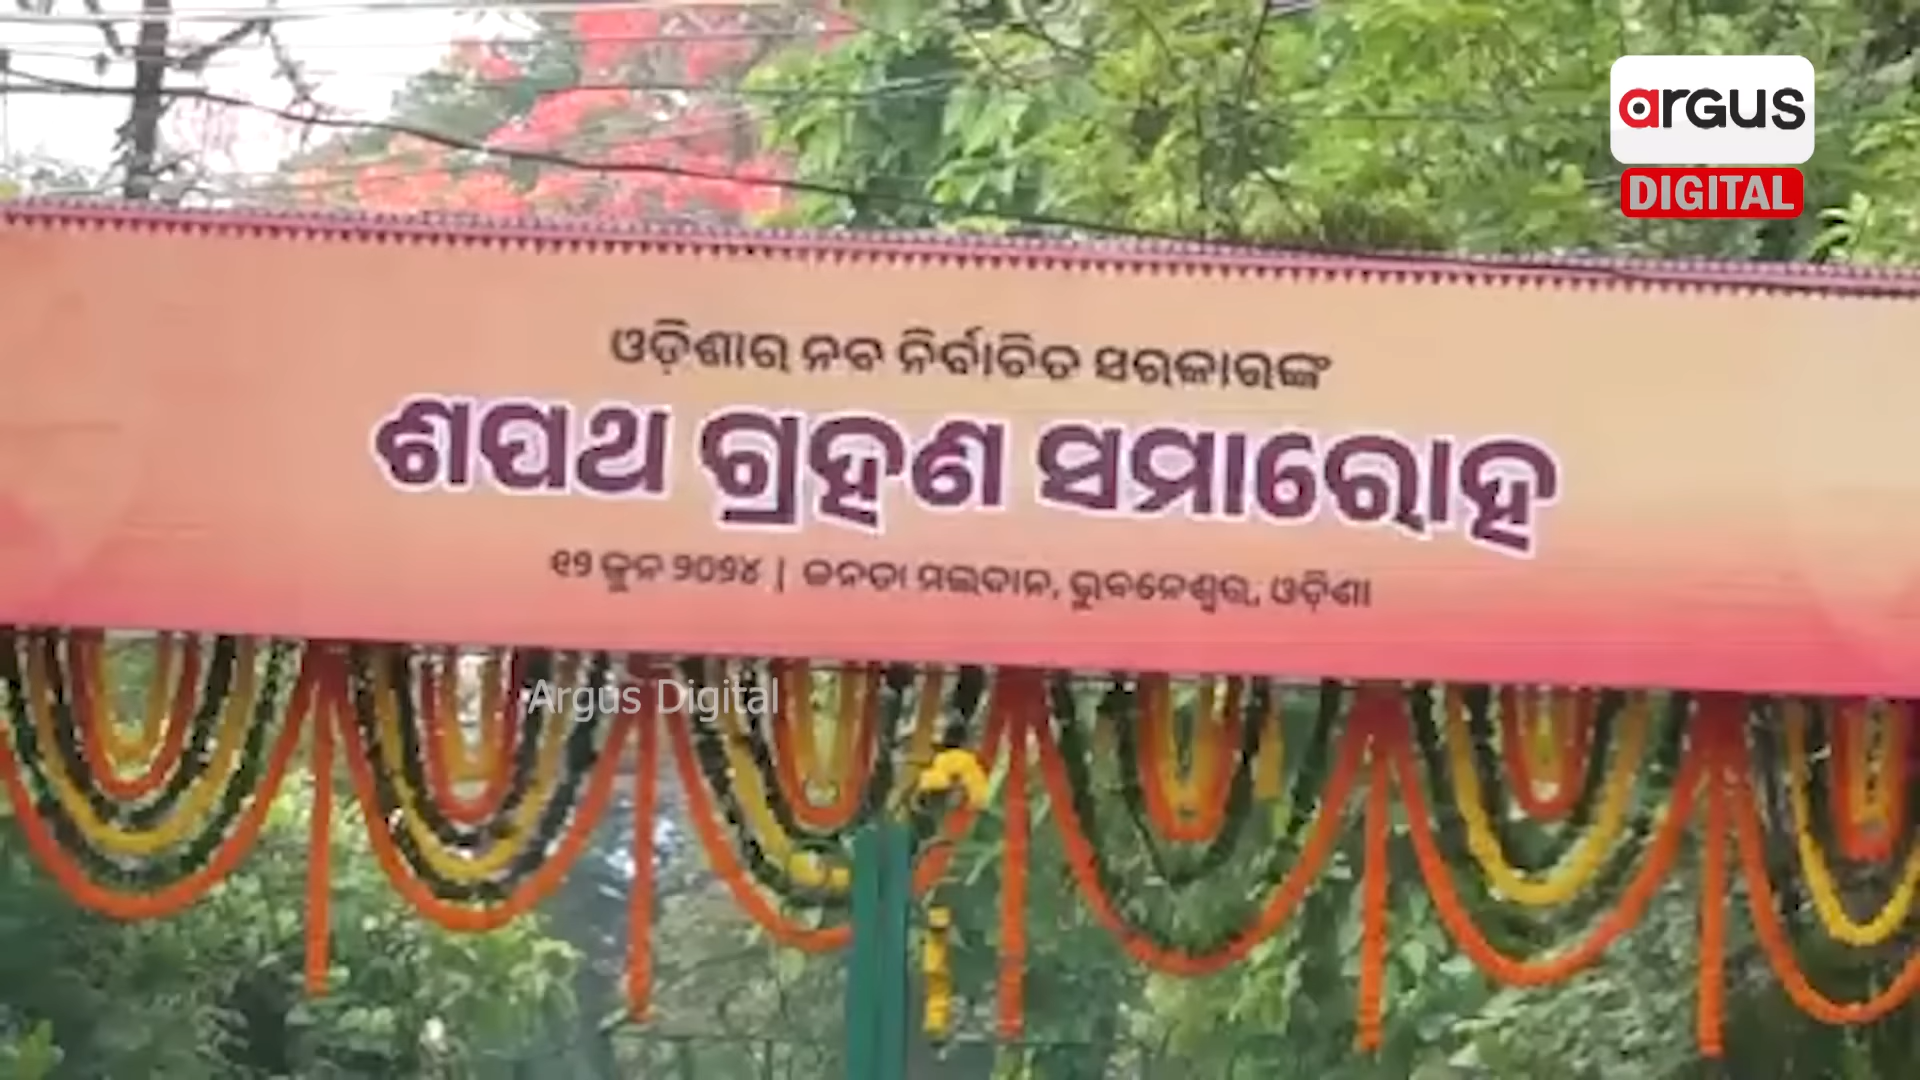 argus
DIGITAL
ଓଡ଼ିଶାର ନବ ନିର୍ବାଚିତ ସରକାରଙ୍କ
ଶପଥ ଗ୍ରହଣ ସମାରୋହ
୧୨ ଜୁନ ୨୦୨୪ | ଜନତା ମଇଦାନ, ଭୁବନେଶ୍ୱର, ଓଡ଼ିଶା
Argus Digital